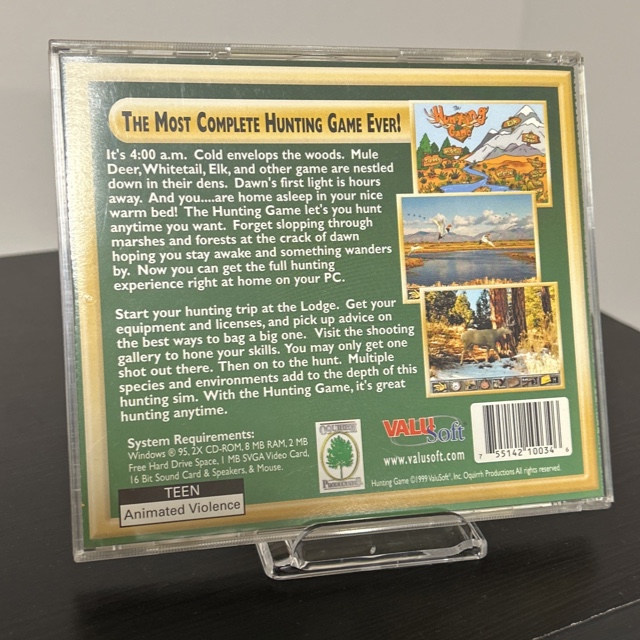 THE MOST COMPLETE HUNTING GAME EVER!
It's 4:00 a.m. Cold envelops the woods. Mule
Deer, Whitetail, Elk, and other game are nestled
down in their dens. Dawn's first light is hours
away. And you....are home asleep in your nice
warm bed! The Hunting Game let's you hunt
anytime you want. Forget slopping through
marshes and forests at the crack of dawn
hoping you stay awake and something wanders
by. Now you can get the full hunting
experience right at home on your PC.
Start your hunting trip at the Lodge. Get your
equipment and licenses, and pick up advice on
the best ways to bag a big one. Visit the shooting
gallery to hone your skills. You may only get one
shot out there. Then on to the hunt. Multiple
species and environments add to the depth of this
hunting sim. With the Hunting Game, it's great
hunting anytime.
System Requirements:
Windows ® 95, 2X CD-ROM, 8 MB RAM, 2 MB
Free Hard Drive Space, 1 MB SVGA Video Card,
16 Bit Sound Card & Speakers, & Mouse.
TEEN
Animated Violence
VALU
Soft
www.valusoft.com
7 55142 10034 6
Hunting Game ©1999 ValuSoft, Inc. Oquirrh Productions All rights reserved.